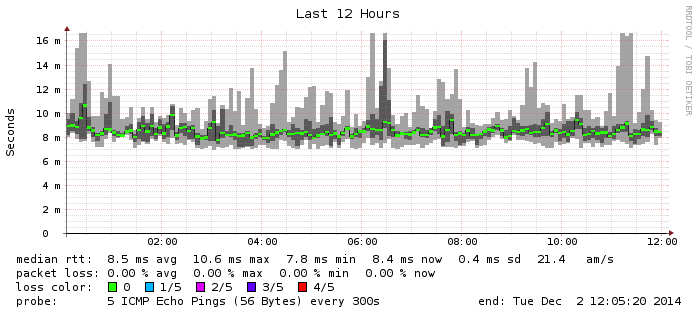 Last 12 Hours
RRDTOOL / TOBI OETIKER
Seconds
16 m
14 m
12 m
10 m
8 m
6 m
4 m
2 m
0
02:00 04:00 06:00 08:00 10:00 12:00
median rtt: 8.5 ms avg 10.6 ms max 7.8 ms min 8.4 ms now 0.4 ms sd 21.4 am/s
packet loss: 0.00 % avg 0.00 % max 0.00 % min 0.00 % now
loss color: 0 1/5 2/5 3/5 4/5
probe: 5 ICMP Echo Pings (56 Bytes) every 300s end: Tue Dec 2 12:05:20 2014